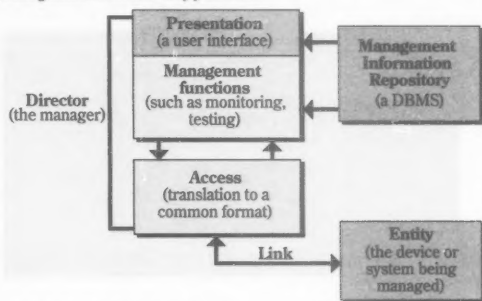 Presentation
(a user interface)
Management
functions
(such as monitoring,
testing)
Management
Information
Repository
(a DBMS)
Director
(the manager)
Access
(translation to a
common format)
Link
Entity
(the device or
system being
managed)